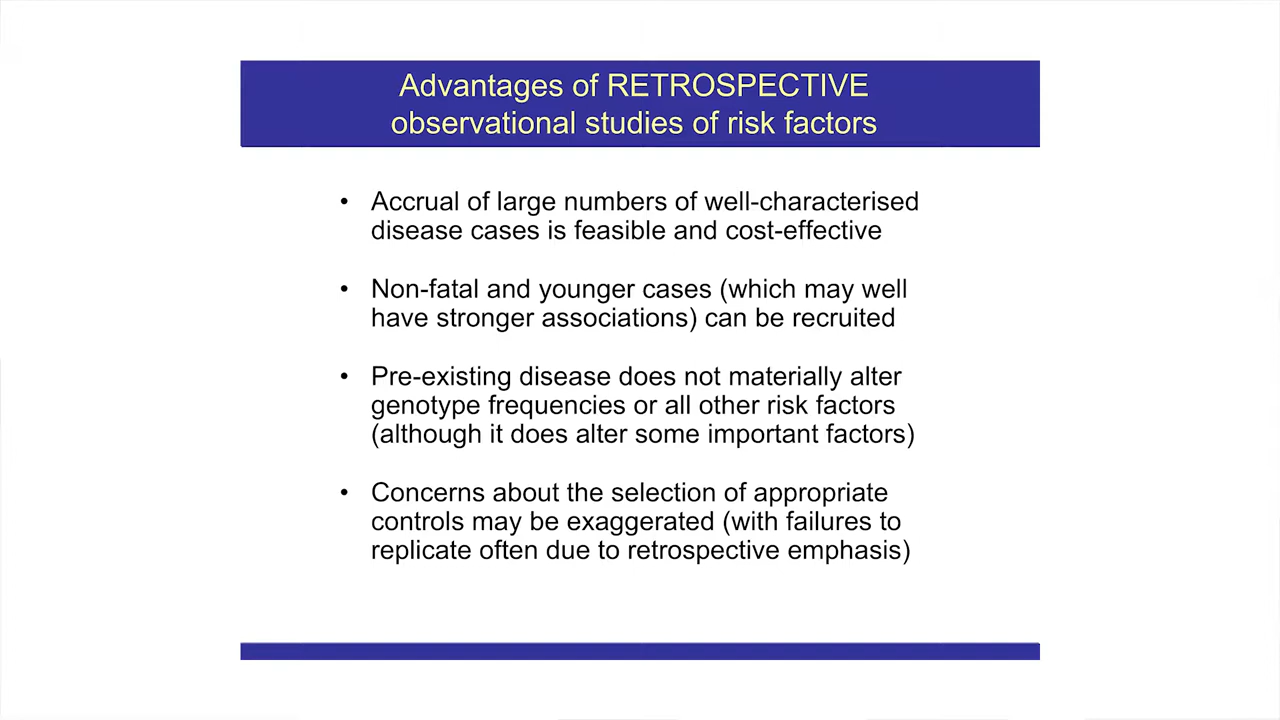 Advantages of RETROSPECTIVE
observational studies of risk factors
• Accrual of large numbers of well-characterised
disease cases is feasible and cost-effective
• Non-fatal and younger cases (which may well
have stronger associations) can be recruited
• Pre-existing disease does not materially alter
genotype frequencies or all other risk factors
(although it does alter some important factors)
• Concerns about the selection of appropriate
controls may be exaggerated (with failures to
replicate often due to retrospective emphasis)